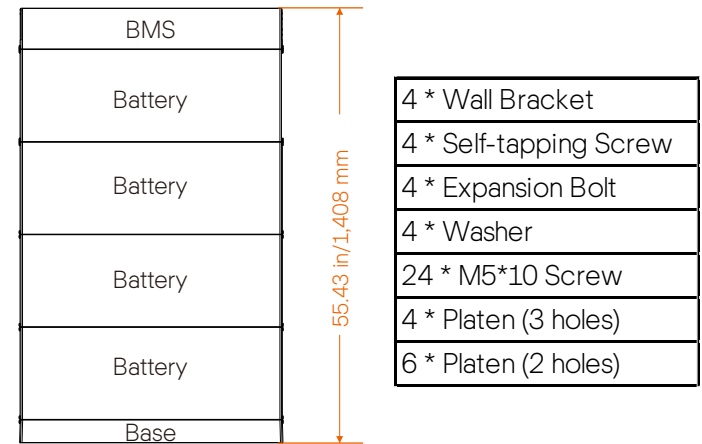 BMS
Battery
Battery
Battery
Battery
Base
55.43 in/1,408 mm
4 * Wall Bracket
4 * Self-tapping Screw
4 * Expansion Bolt
4 * Washer
24 * M5*10 Screw
4 * Platen (3 holes)
6 * Platen (2 holes)